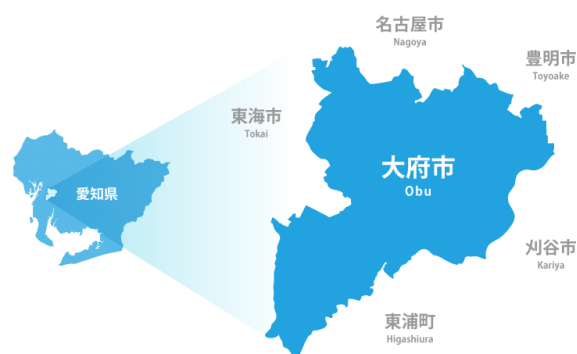 名古屋市
Nagoya
豊明市
Toyoake
東海市
Tokai
大府市
Obu
愛知県
刈谷市
Kariya
東浦町
Higashiura